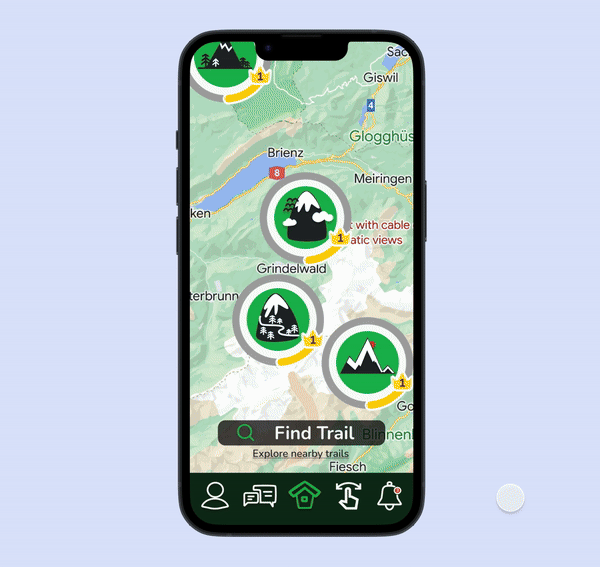 Sac
1
Giswil
4
Glogghüs
Brienz
8
Meiringen
ken
t with cable
atic views
1
Grindelwald
terbrunn
1
1
Go
Find Trail
Blinnenh
Explore nearby trails
Fiesch